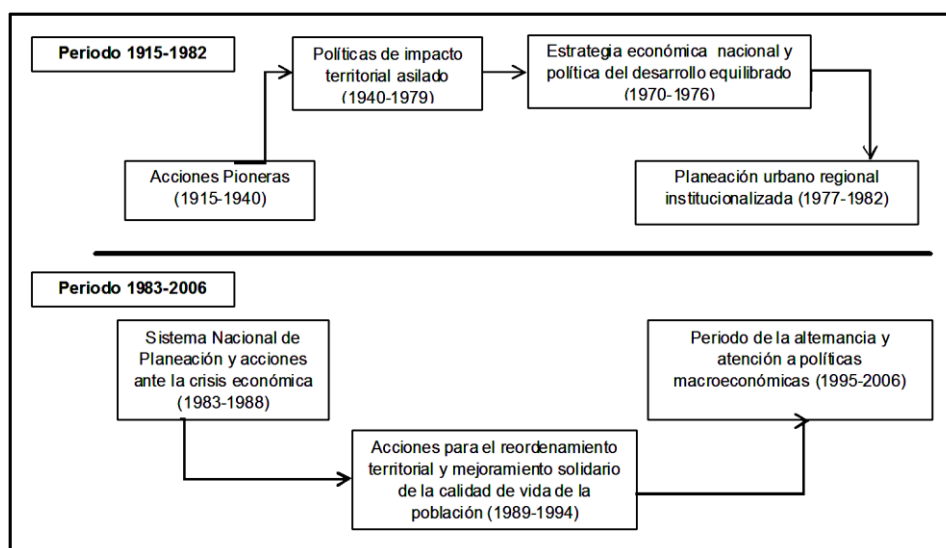 Periodo 1915-1982
Políticas de impacto
territorial asilado
(1940-1979)
Estrategia económica nacional y
política del desarrollo equilibrado
(1970-1976)
Acciones Pioneras
(1915-1940)
Planeación urbano regional
institucionalizada (1977-1982)
Periodo 1983-2006
Sistema Nacional de
Planeación y acciones
ante la crisis económica
(1983-1988)
Periodo de la alternancia y
atención a políticas
macroeconómicas (1995-2006)
Acciones para el reordenamiento
territorial y mejoramiento solidario
de la calidad de vida de la
población (1989-1994)